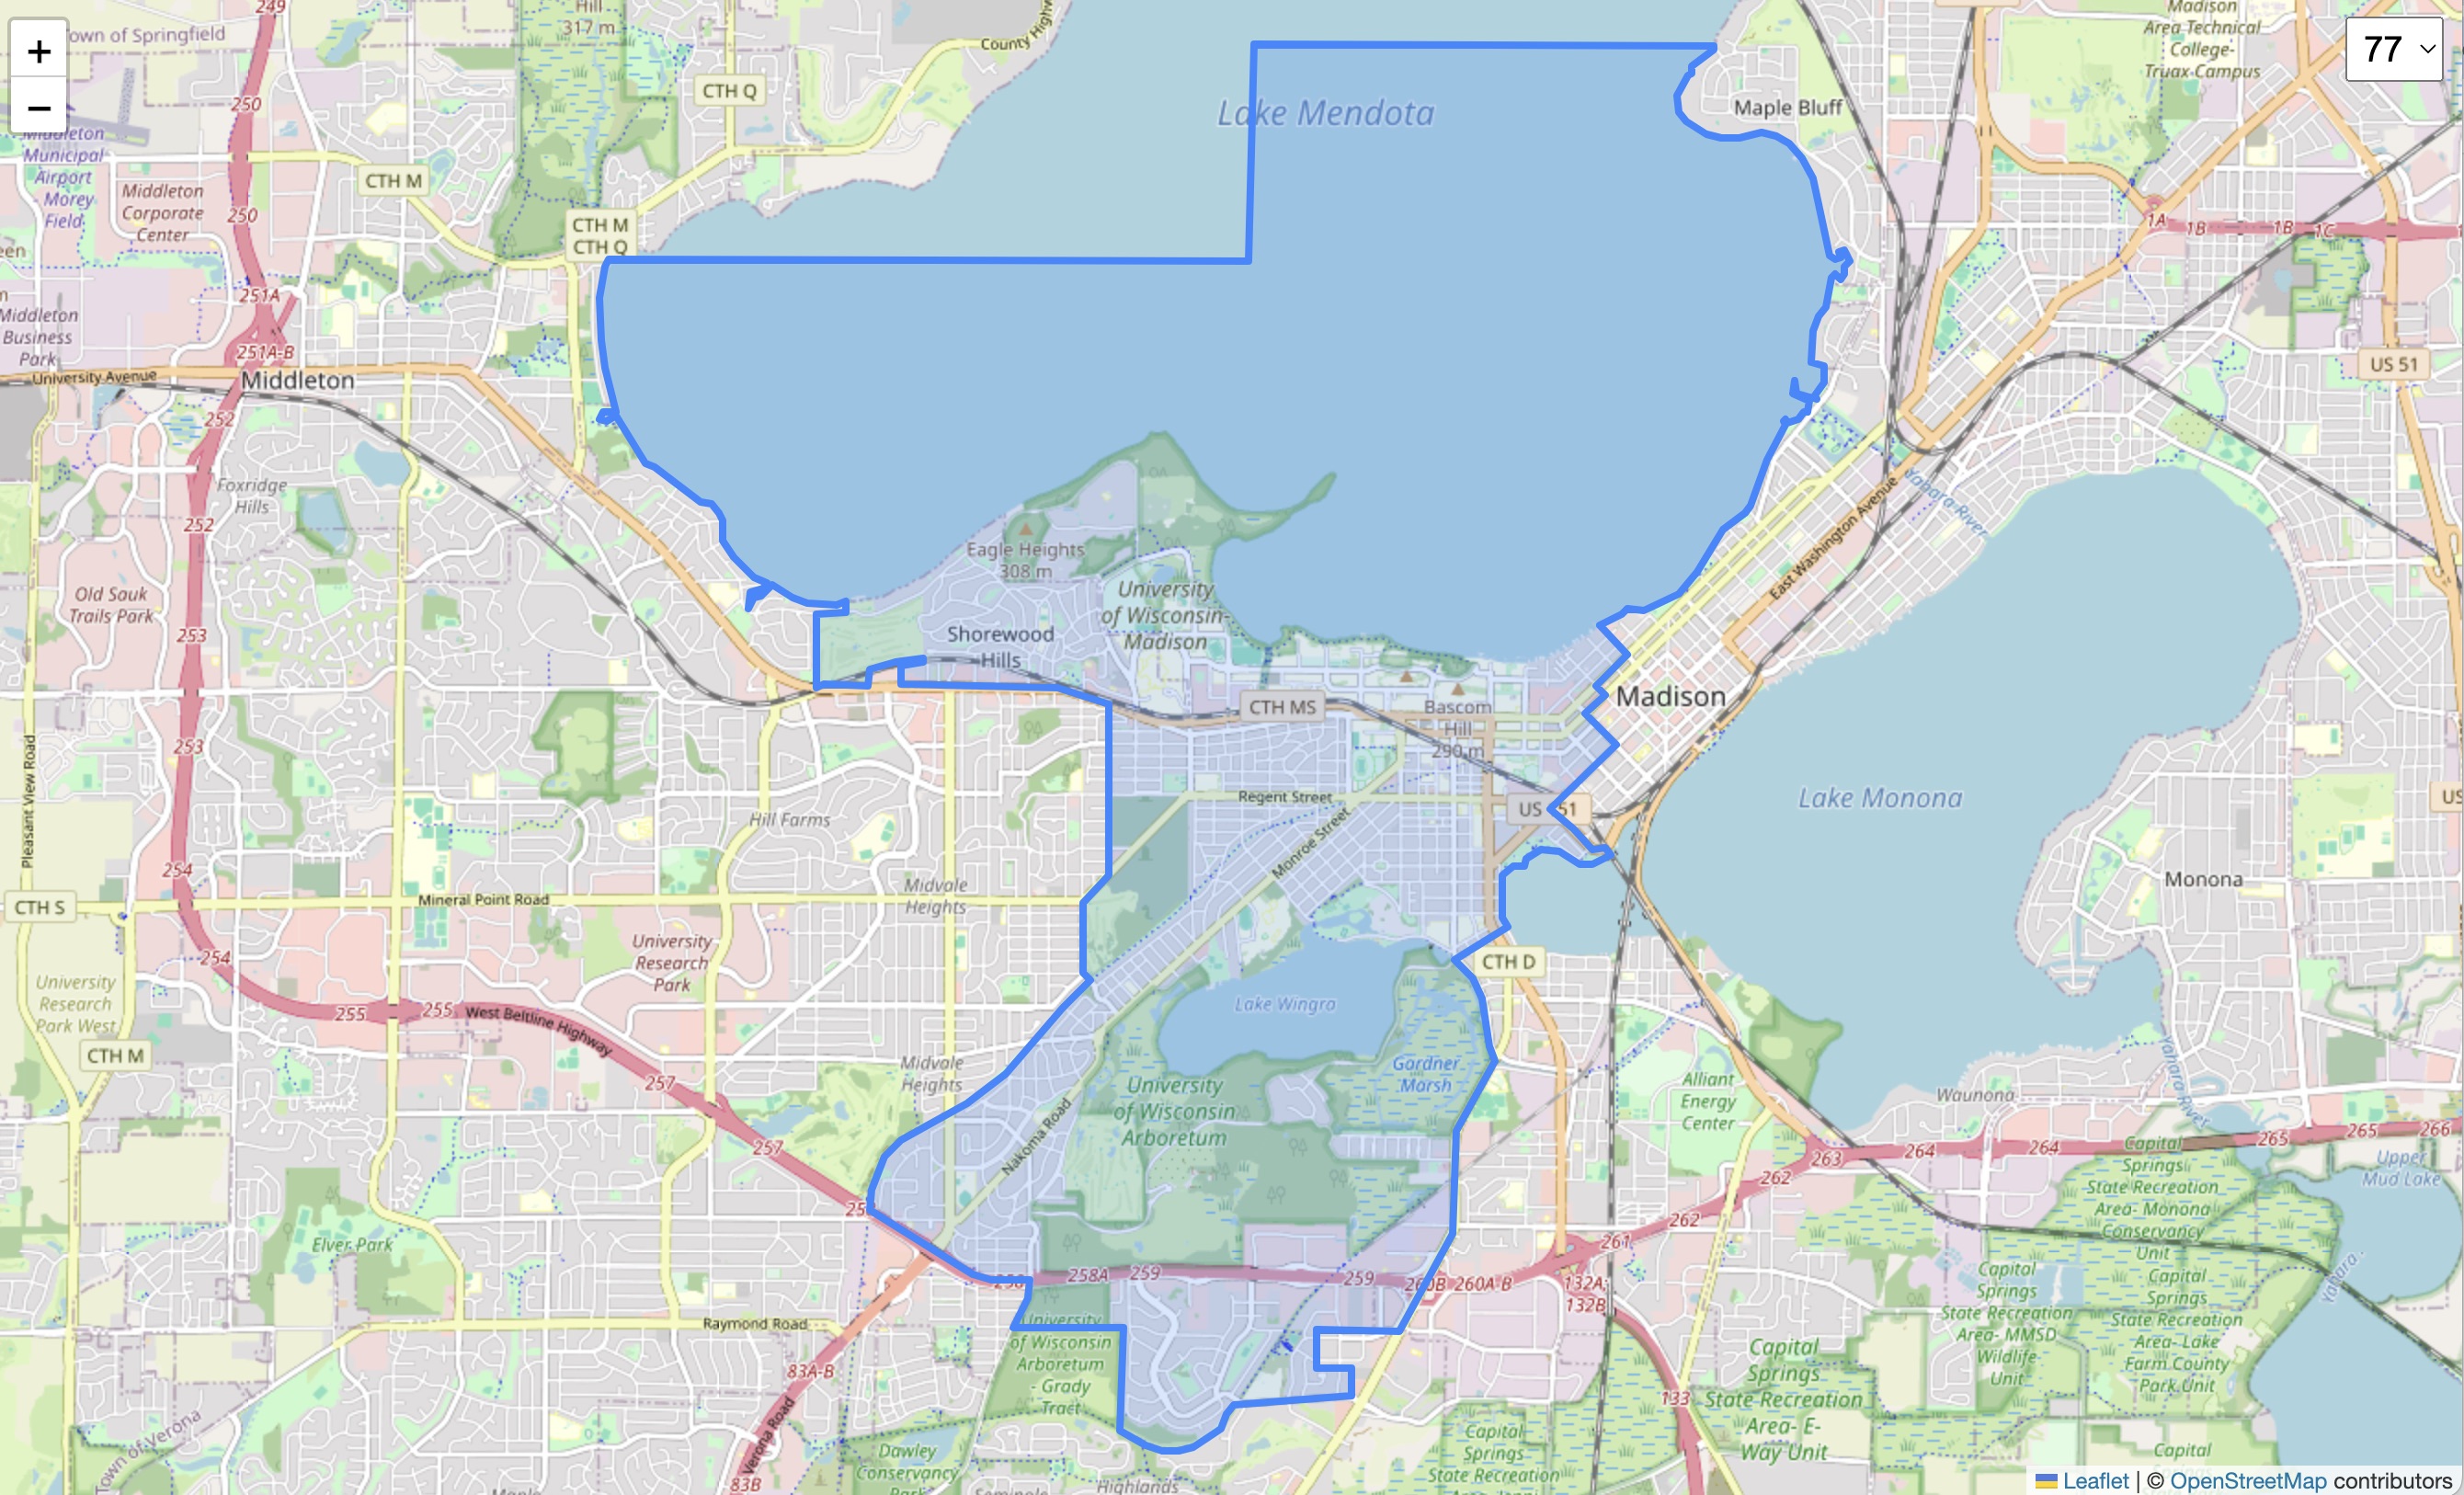 249
Hill
317 m
County Highw
Madison
Area Technical
College-
Truax Campus
+
own of Springfield
77
−
CTH Q
250
Lake Mendota
Maple Bluff
Middleton
Municipal
Airport
- Morey
Field
CTH M
Middleton
Corporate
Center
250
CTH M
CTH Q
1A
1B
1B
1C
een
251A
Middleton
Business
Park
251A-B
US 51
University Avenue
Middleton
252
Foxridge
Hills
Yahara River
252
East Washington Avenue
Eagle Heights
308 m
University
of Wisconsin-
Madison
Old Sauk
Trails Park
253
Shorewood
Hills
Madison
CTH MS
Bascom
Hill
290 m
253
Pleasant View Road
Regent Street
US 51
Lake Monona
US
Hill Farms
Monroe Street
254
Midvale
Heights
Monona
CTH S
Mineral Point Road
University
Research
Park
254
CTH D
University
Research
Park West
Lake Wingra
255
255
West Beltline Highway
CTH M
Midvale
Heights
Gardner
Marsh
257
University
of Wisconsin
Arboretum
Alliant
Energy
Center
Waunona
Yahara River
Nakoma Road
257
263
264
264
265
265
266
Capital
Springs
State Recreation
Area- Monona
Conservancy
Unit
Upper
Mud Lake
262
25
262
Elver Park
261
258A
259
259
260B
260A-B
132A;
132B
Capital
Springs
State Recreation
Area- MMSD
Wildlife
Unit
Capital
Springs
State Recreation
Area- Lake
Farm County
Park Unit
Yahara
Raymond Road
University
of Wisconsin
Arboretum
- Grady
Tract
83A-B
Capital
Springs
State Recreation
Area- E-
Way Unit
133
Verona Road
Town of Verona
Dawley
Conservancy
Park
Capital
Springs
State Recreation
Capital
83B
Highlands
Leaflet | © OpenStreetMap contributors